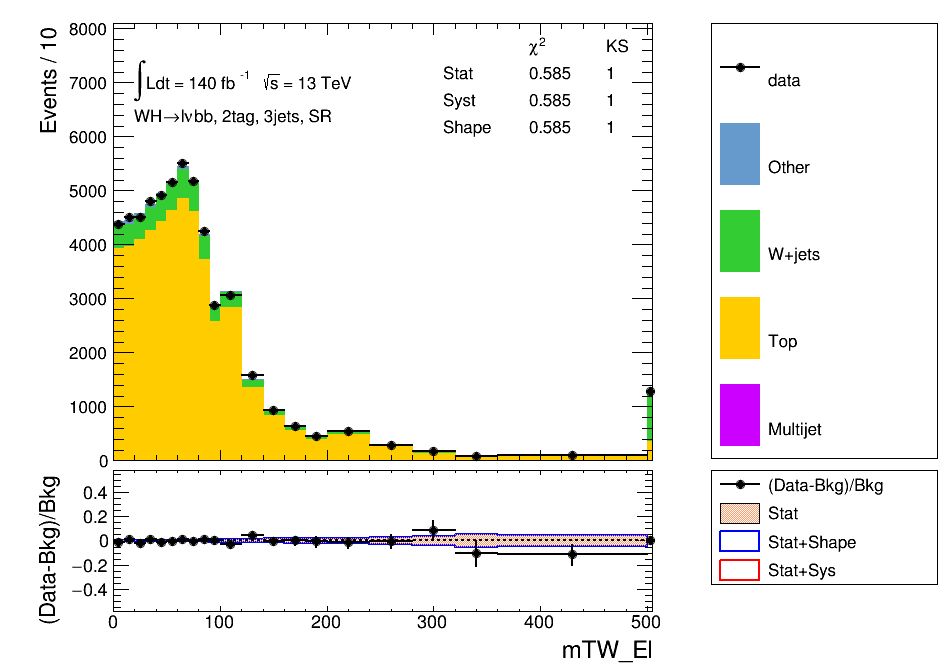 Events / 10
8000
7000
6000
5000
4000
3000
2000
1000
0
∫ Ldt = 140 fb⁻¹ √s = 13 TeV
WH→lνbb, 2tag, 3jets, SR
χ² KS
Stat 0.585 1
Syst 0.585 1
Shape 0.585 1
data
Other
W+jets
Top
Multijet
(Data-Bkg)/Bkg
0.4
0.2
0
−0.2
−0.4
0 100 200 300 400 500
mTW_El
(Data-Bkg)/Bkg
Stat
Stat+Shape
Stat+Sys